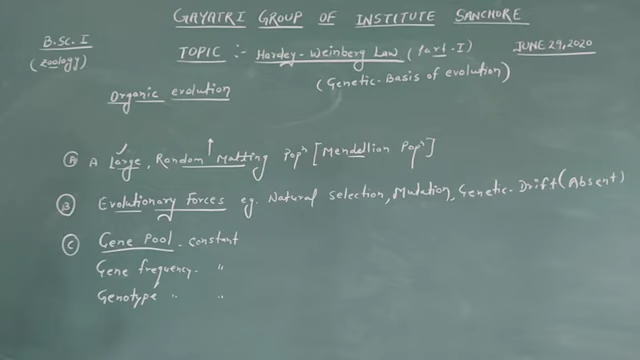 GAYATRI GROUP OF INSTITUTE SANCHORE
B.Sc. I
(Zoology)
TOPIC :- Hardey-Weinberg Law (Part-I)
JUNE 29, 2020
(Genetic-Basis of evolution)
Organic evolution
(A) A Large, Random Matting Popn [Mendellian Popn]
(B) Evolutionary Forces eg. Natural Selection, Mutation, Genetic-Drift (Absent)
(C) Gene Pool - Constant
Gene frequency - "
Genotype " "